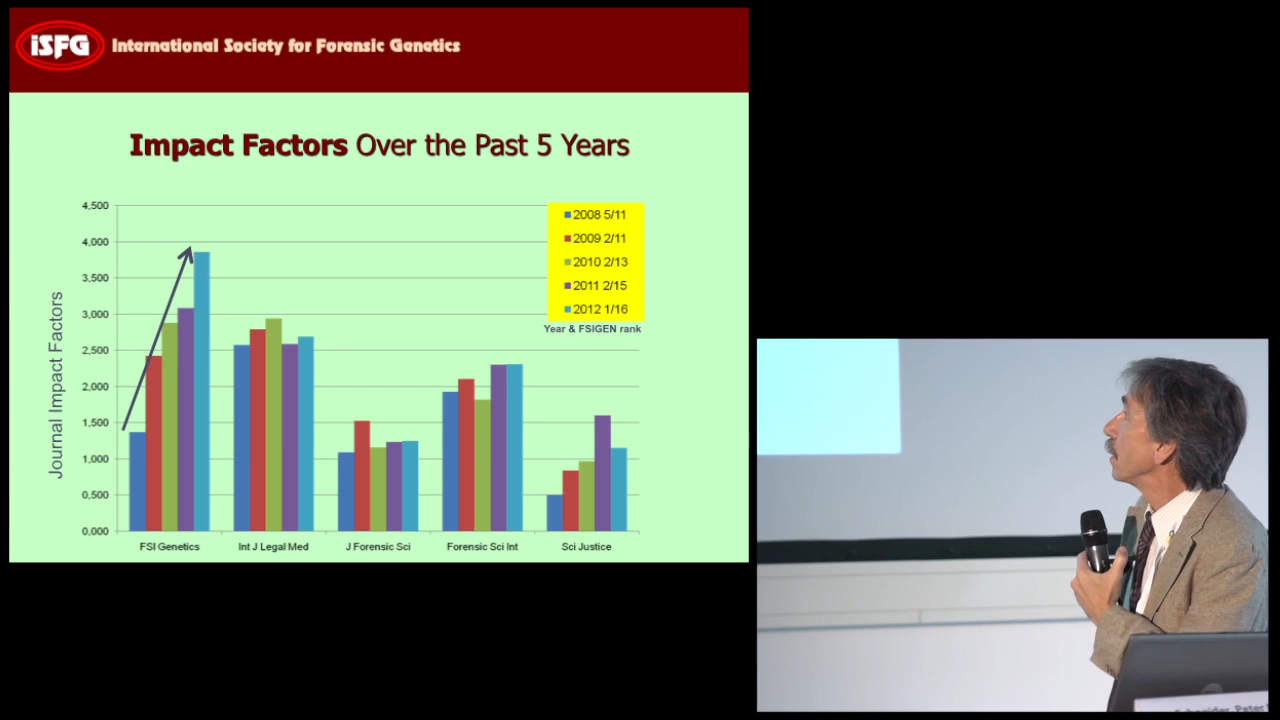 iSFG International Society for Forensic Genetics
Impact Factors Over the Past 5 Years
Journal Impact Factors
4,500
4,000
3,500
3,000
2,500
2,000
1,500
1,000
0,500
0,000
2008 5/11
2009 2/11
2010 2/13
2011 2/15
2012 1/16
Year & FSIGEN rank
FSI Genetics
Int J Legal Med
J Forensic Sci
Forensic Sci Int
Sci Justice
Schneider, Peter